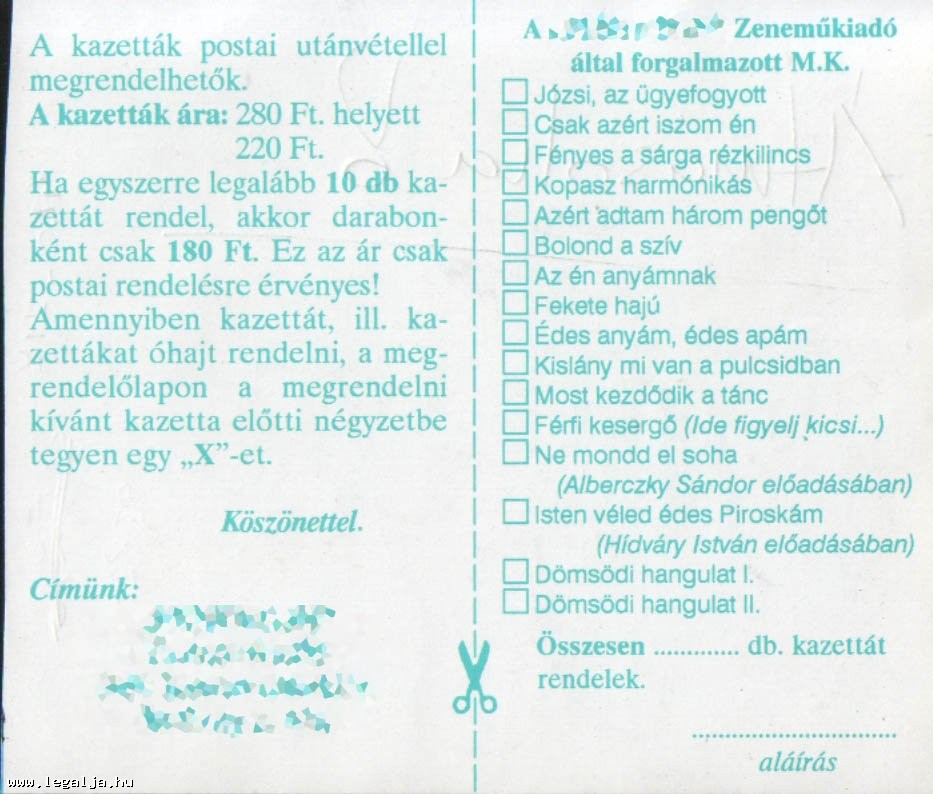 A kazetták postai utánvétellel
megrendelhetők.
A kazetták ára: 280 Ft. helyett
220 Ft.
Ha egyszerre legalább 10 db ka-
zettát rendel, akkor darabon-
ként csak 180 Ft. Ez az ár csak
postai rendelésre érvényes!
Amennyiben kazettát, ill. ka-
zettákat óhajt rendelni, a meg-
rendelőlapon a megrendelni
kívánt kazetta előtti négyzetbe
tegyen egy „X”-et.
Köszönettel.
Címünk:
A Zeneműkiadó
által forgalmazott M.K.
Józsi, az ügyefogyott
Csak azért iszom én
Fényes a sárga rézkilincs
Kopasz harmónikás
Azért adtam három pengőt
Bolond a szív
Az én anyámnak
Fekete hajú
Édes anyám, édes apám
Kislány mi van a pulcsidban
Most kezdődik a tánc
Férfi kesergő (Ide figyelj kicsi...)
Ne mondd el soha
(Alberczky Sándor előadásában)
Isten véled édes Piroskám
(Hídváry István előadásában)
Dömsödi hangulat I.
Dömsödi hangulat II.
Összesen ............. db. kazettát
rendelek.
................................
aláírás
www.legalja.hu